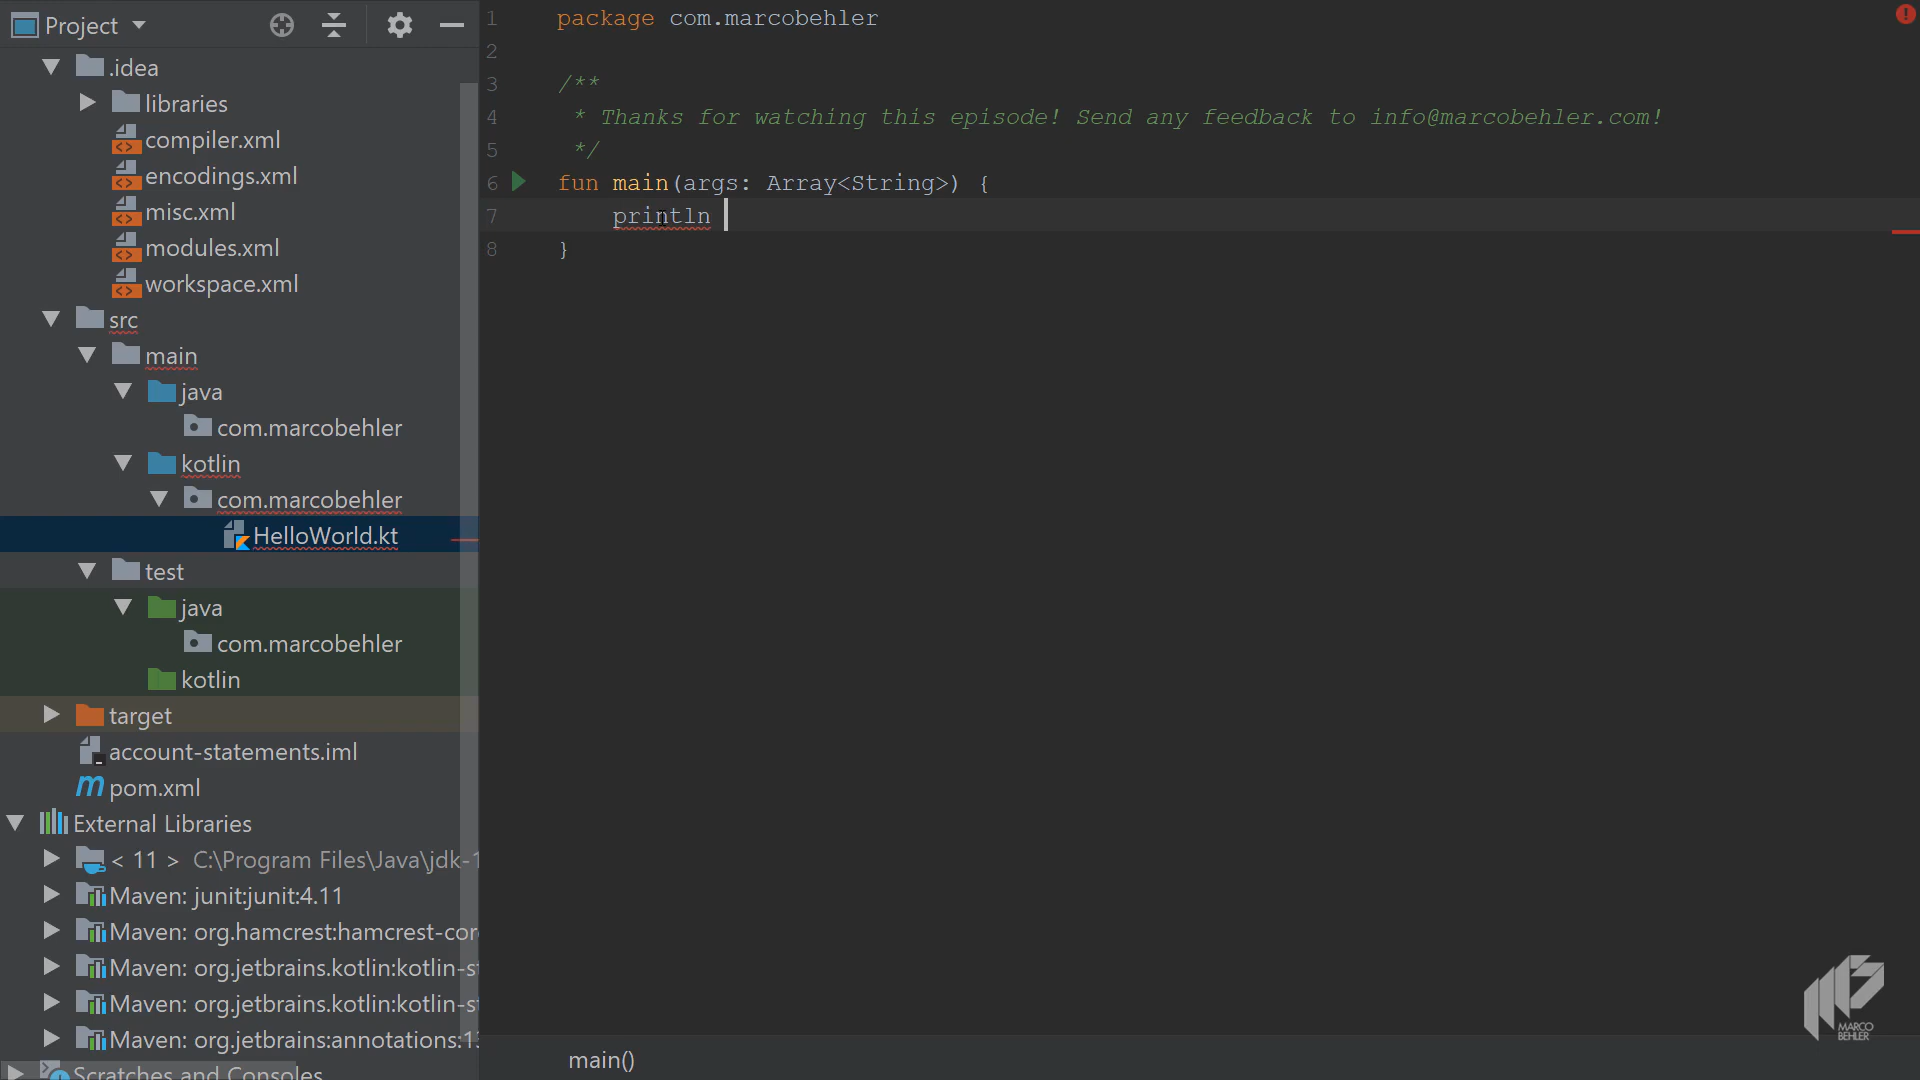 Project
.idea
libraries
compiler.xml
encodings.xml
misc.xml
modules.xml
workspace.xml
src
main
java
com.marcobehler
kotlin
com.marcobehler
HelloWorld.kt
test
java
com.marcobehler
kotlin
target
account-statements.iml
m pom.xml
External Libraries
< 11 > C:\Program Files\Java\jdk-1
Maven: junit:junit:4.11
Maven: org.hamcrest:hamcrest-cor
Maven: org.jetbrains.kotlin:kotlin-st
Maven: org.jetbrains.kotlin:kotlin-st
Maven: org.jetbrains:annotations:13
Scratches and Consoles
1 package com.marcobehler
2
3 /**
4 * Thanks for watching this episode! Send any feedback to info@marcobehler.com!
5 */
6 fun main(args: Array<String>) {
7 println
8 }
main()
MARCO
BEHLER